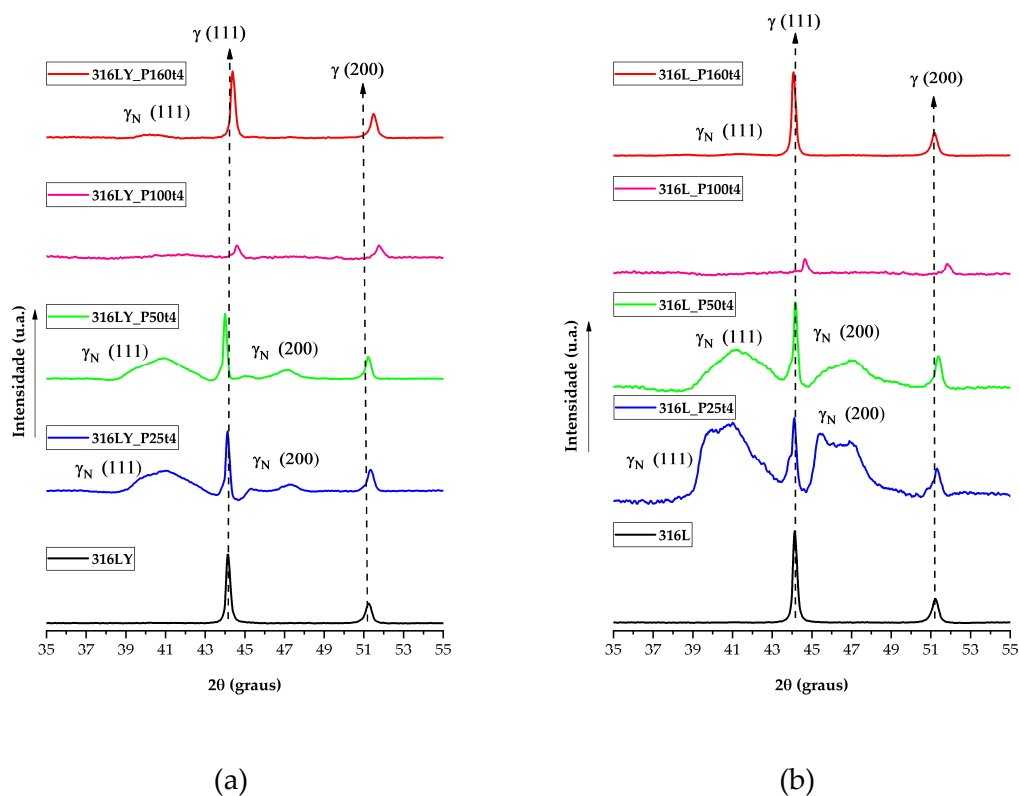 γ (111)
γ (200)
316LY_P160t4
γN (111)
316LY_P100t4
316LY_P50t4
γN (111)
γN (200)
316LY_P25t4
γN (111)
γN (200)
316LY
Intensidade (u.a.)
35 37 39 41 43 45 47 49 51 53 55
2θ (graus)
(a)
γ (111)
γ (200)
316L_P160t4
γN (111)
316L_P100t4
316L_P50t4
γN (111)
γN (200)
316L_P25t4
γN (200)
γN (111)
316L
Intensidade (u.a.)
35 37 39 41 43 45 47 49 51 53 55
2θ (graus)
(b)